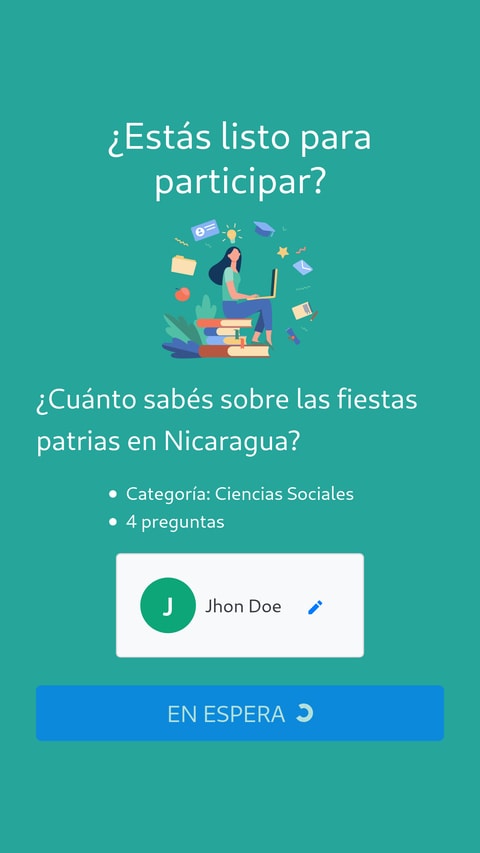 ¿Estás listo para
participar?
¿Cuánto sabés sobre las fiestas
patrias en Nicaragua?
• Categoría: Ciencias Sociales
• 4 preguntas
J
Jhon Doe
EN ESPERA